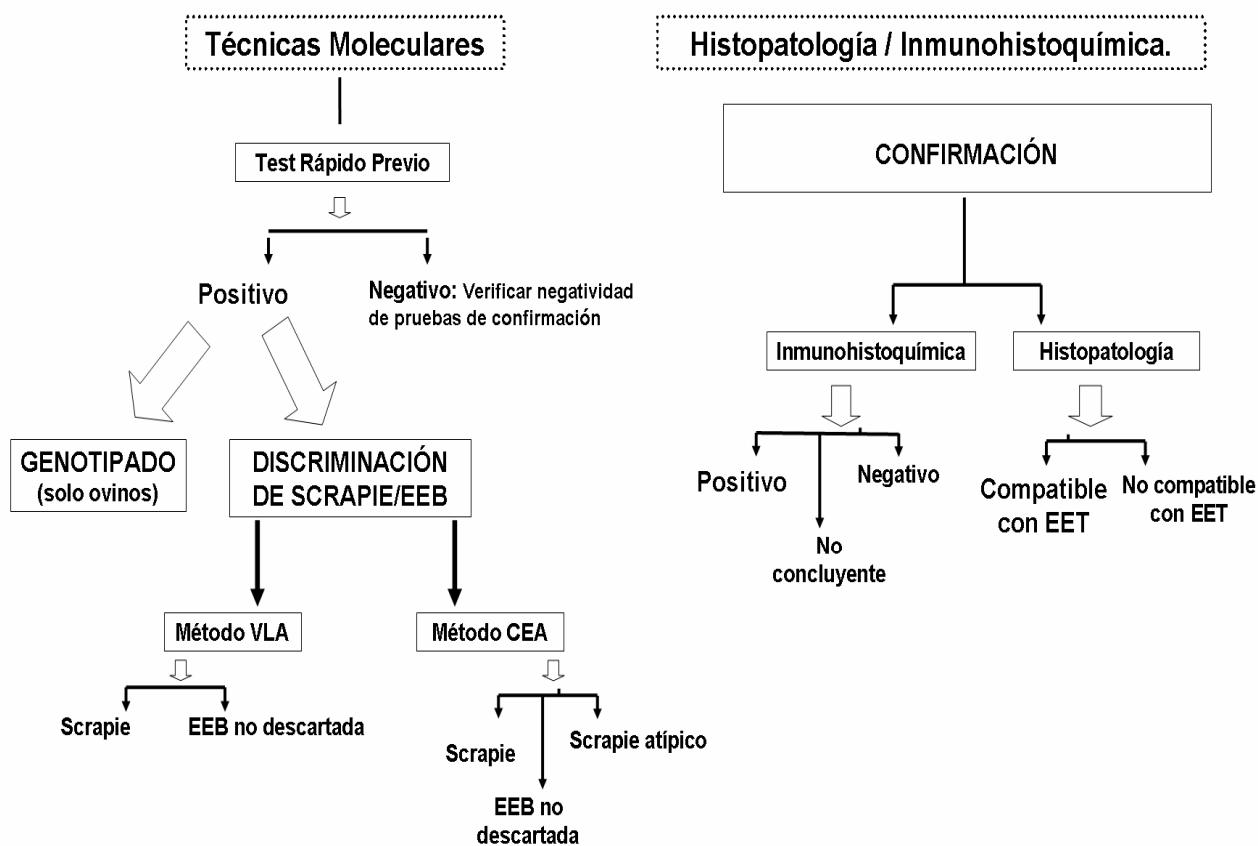 Técnicas Moleculares
Test Rápido Previo
Positivo
Negativo: Verificar negatividad
de pruebas de confirmación
GENOTIPADO
(solo ovinos)
DISCRIMINACIÓN
DE SCRAPIE/EEB
Método VLA
Método CEA
Scrapie
EEB no descartada
Scrapie
Scrapie atípico
EEB no
descartada
Histopatología / Inmunohistoquímica.
CONFIRMACIÓN
Inmunohistoquímica
Histopatología
Positivo
Negativo
No
concluyente
Compatible
con EET
No compatible
con EET